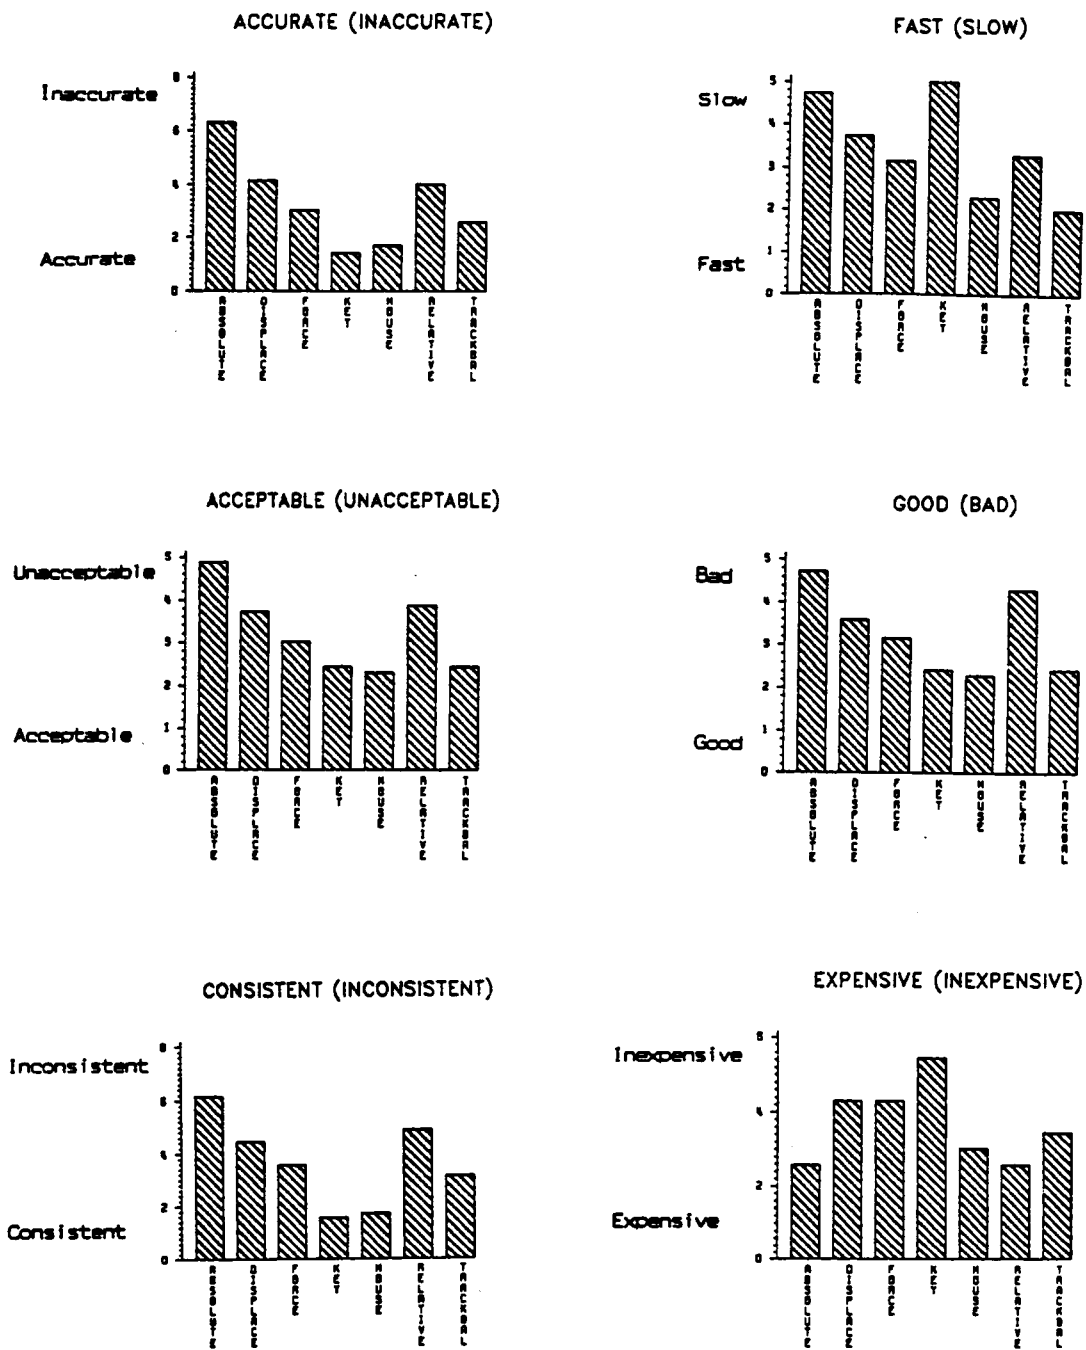 ACCURATE (INACCURATE)
Inaccurate
Accurate
8
6
4
2
0
ABSOLUTE
DISPLACE
FORCE
KEY
MOUSE
RELATIVE
TRACKBAL
FAST (SLOW)
Slow
Fast
5
4
3
2
1
0
ABSOLUTE
DISPLACE
FORCE
KEY
MOUSE
RELATIVE
TRACKBAL
ACCEPTABLE (UNACCEPTABLE)
Unacceptable
Acceptable
5
4
3
2
1
0
ABSOLUTE
DISPLACE
FORCE
KEY
MOUSE
RELATIVE
TRACKBAL
GOOD (BAD)
Bad
Good
5
4
3
2
1
0
ABSOLUTE
DISPLACE
FORCE
KEY
MOUSE
RELATIVE
TRACKBAL
CONSISTENT (INCONSISTENT)
Inconsistent
Consistent
8
6
4
2
0
ABSOLUTE
DISPLACE
FORCE
KEY
MOUSE
RELATIVE
TRACKBAL
EXPENSIVE (INEXPENSIVE)
Inexpensive
Expensive
6
4
2
0
ABSOLUTE
DISPLACE
FORCE
KEY
MOUSE
RELATIVE
TRACKBAL